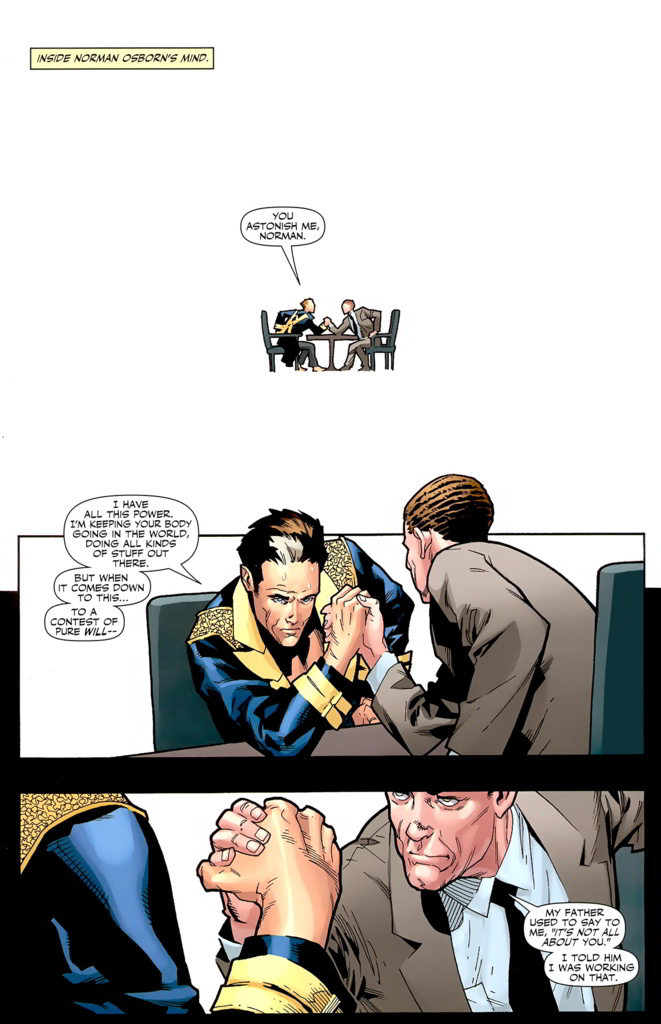 INSIDE NORMAN OSBORN'S MIND.
YOU
ASTONISH ME,
NORMAN.
I HAVE
ALL THIS POWER.
I'M KEEPING YOUR BODY
GOING IN THE WORLD,
DOING ALL KINDS
OF STUFF OUT
THERE.
BUT WHEN
IT COMES DOWN
TO THIS...
TO A
CONTEST OF
PURE WILL--
MY FATHER
USED TO SAY TO
ME, "IT'S NOT ALL
ABOUT YOU."
I TOLD HIM
I WAS WORKING
ON THAT.